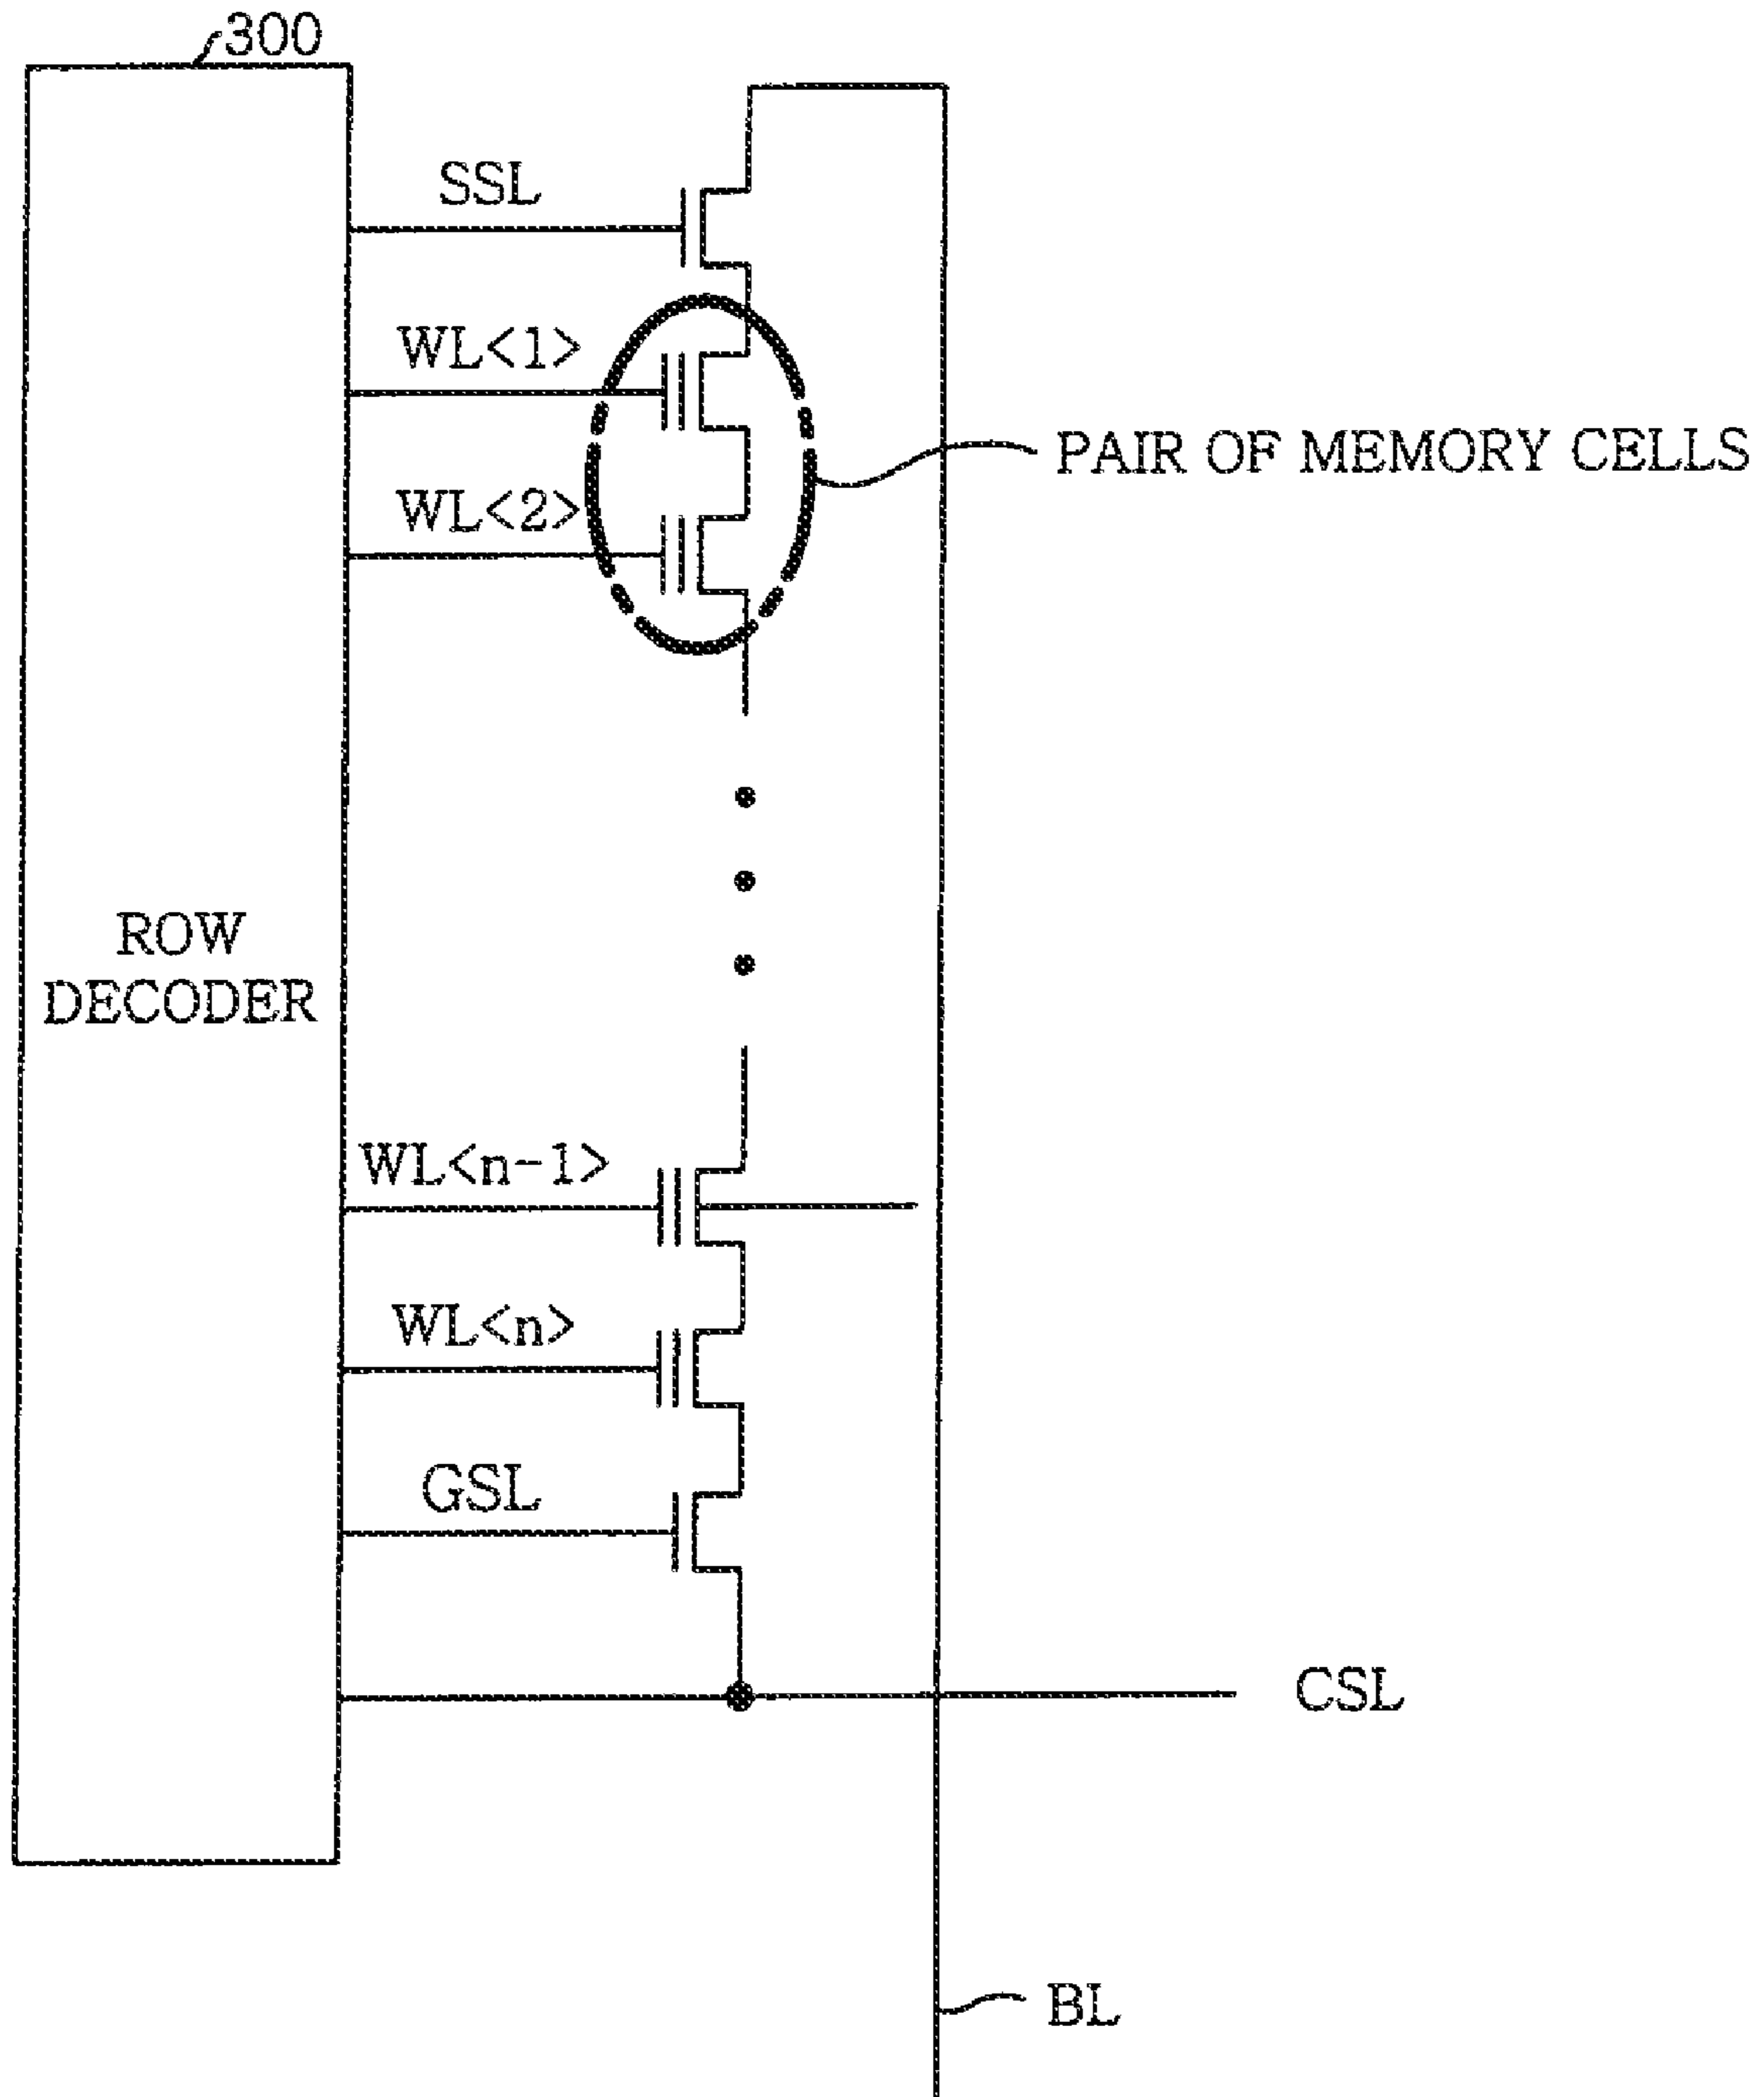 300
SSL
WL<1>
PAIR OF MEMORY CELLS
WL<2>
ROW
DECODER
WL<n-1>
WL<n>
GSL
CSL
BL